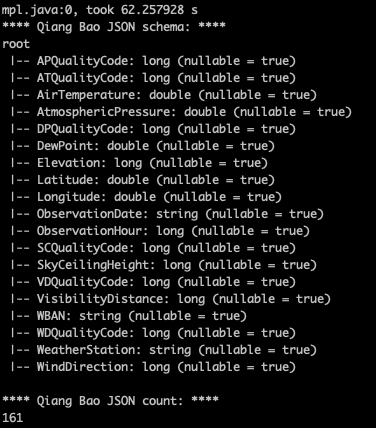 mpl.java:0, took 62.257928 s
**** Qiang Bao JSON schema: ****
root
 |-- APQualityCode: long (nullable = true)
 |-- ATQualityCode: long (nullable = true)
 |-- AirTemperature: double (nullable = true)
 |-- AtmosphericPressure: double (nullable = true)
 |-- DPQualityCode: long (nullable = true)
 |-- DewPoint: double (nullable = true)
 |-- Elevation: long (nullable = true)
 |-- Latitude: double (nullable = true)
 |-- Longitude: double (nullable = true)
 |-- ObservationDate: string (nullable = true)
 |-- ObservationHour: long (nullable = true)
 |-- SCQualityCode: long (nullable = true)
 |-- SkyCeilingHeight: long (nullable = true)
 |-- VDQualityCode: long (nullable = true)
 |-- VisibilityDistance: long (nullable = true)
 |-- WBAN: string (nullable = true)
 |-- WDQualityCode: long (nullable = true)
 |-- WeatherStation: string (nullable = true)
 |-- WindDirection: long (nullable = true)
**** Qiang Bao JSON count: ****
161